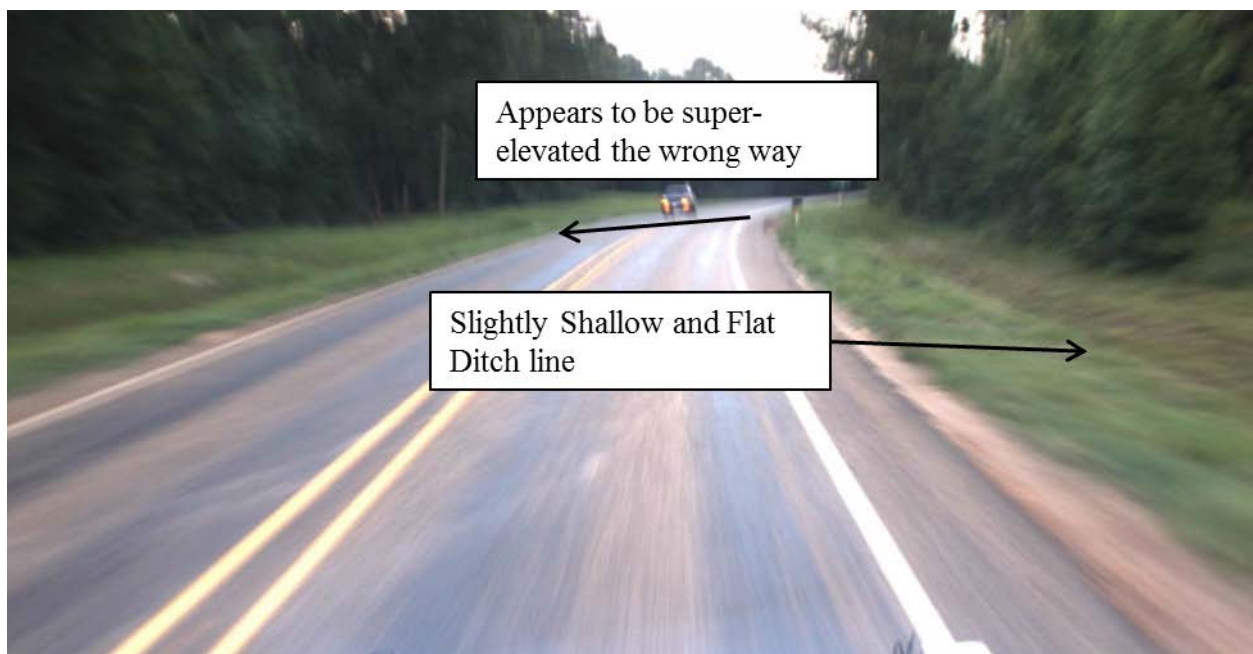 Appears to be super-
elevated the wrong way
Slightly Shallow and Flat
Ditch line